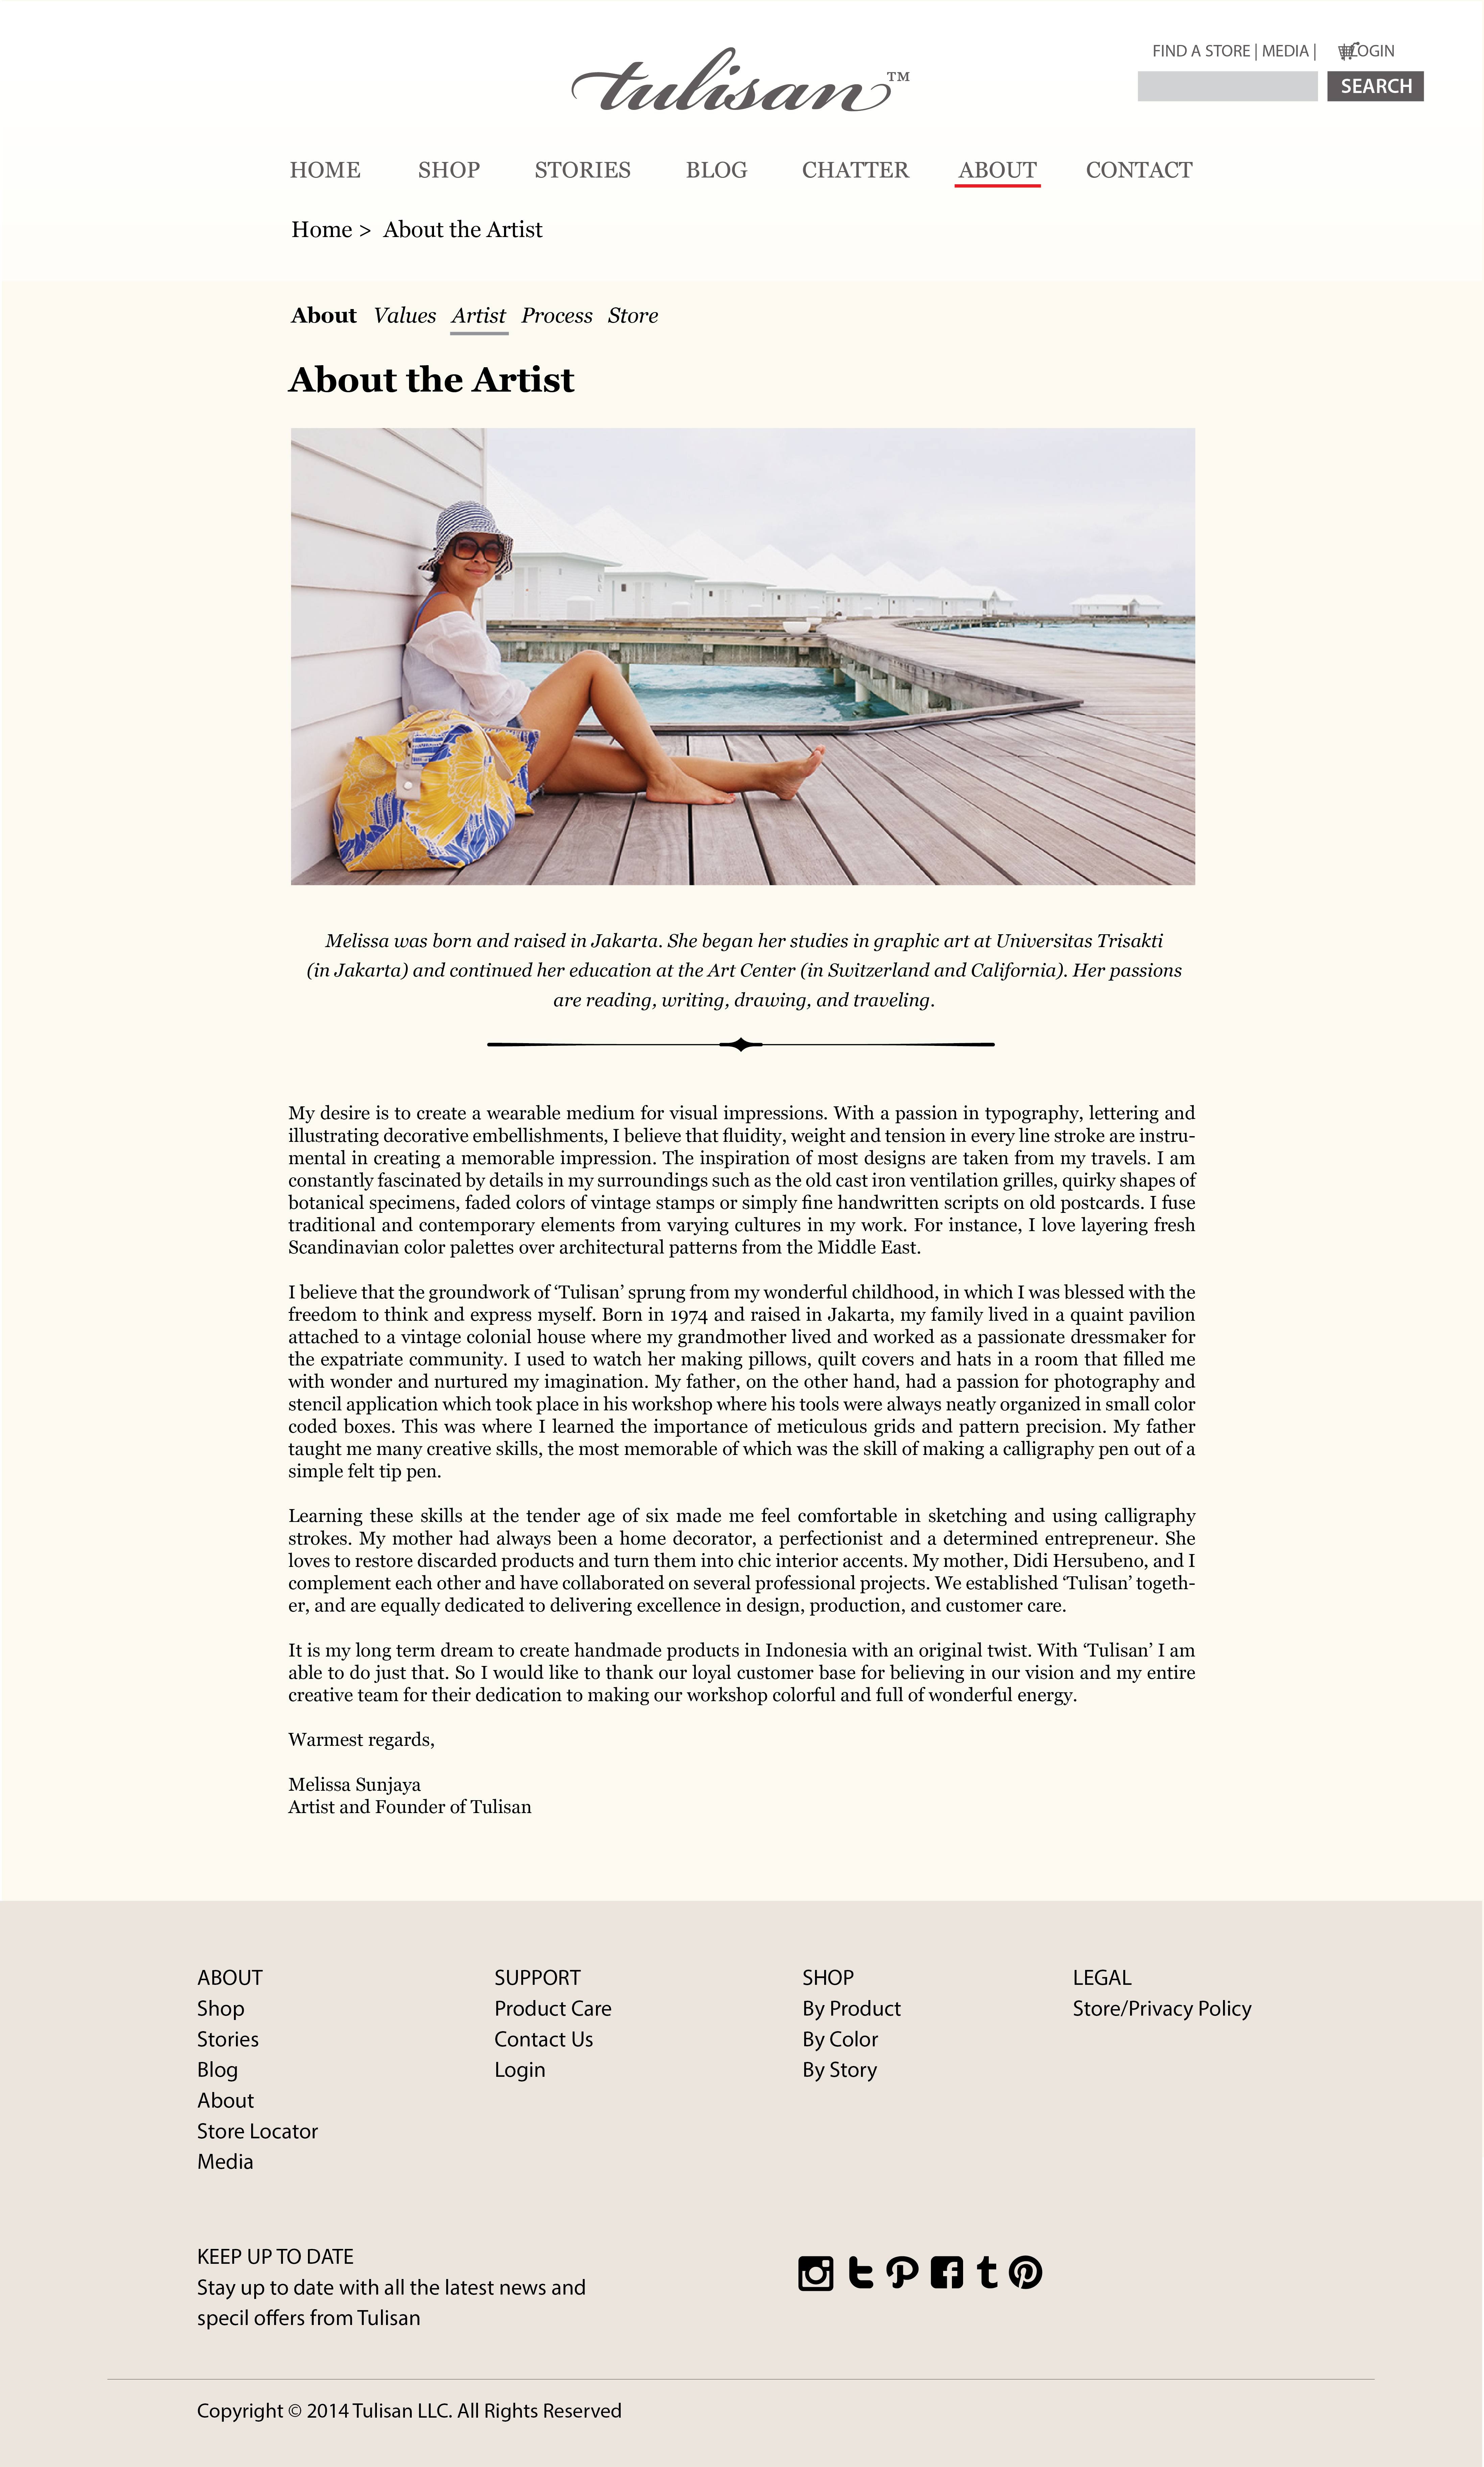 tulisan™
FIND A STORE | MEDIA | LOGIN
SEARCH
HOME SHOP STORIES BLOG CHATTER ABOUT CONTACT
Home > About the Artist
About Values Artist Process Store
About the Artist
Melissa was born and raised in Jakarta. She began her studies in graphic art at Universitas Trisakti
(in Jakarta) and continued her education at the Art Center (in Switzerland and California). Her passions
are reading, writing, drawing, and traveling.
My desire is to create a wearable medium for visual impressions. With a passion in typography, lettering and
illustrating decorative embellishments, I believe that fluidity, weight and tension in every line stroke are instru-
mental in creating a memorable impression. The inspiration of most designs are taken from my travels. I am
constantly fascinated by details in my surroundings such as the old cast iron ventilation grilles, quirky shapes of
botanical specimens, faded colors of vintage stamps or simply fine handwritten scripts on old postcards. I fuse
traditional and contemporary elements from varying cultures in my work. For instance, I love layering fresh
Scandinavian color palettes over architectural patterns from the Middle East.
I believe that the groundwork of ‘Tulisan’ sprung from my wonderful childhood, in which I was blessed with the
freedom to think and express myself. Born in 1974 and raised in Jakarta, my family lived in a quaint pavilion
attached to a vintage colonial house where my grandmother lived and worked as a passionate dressmaker for
the expatriate community. I used to watch her making pillows, quilt covers and hats in a room that filled me
with wonder and nurtured my imagination. My father, on the other hand, had a passion for photography and
stencil application which took place in his workshop where his tools were always neatly organized in small color
coded boxes. This was where I learned the importance of meticulous grids and pattern precision. My father
taught me many creative skills, the most memorable of which was the skill of making a calligraphy pen out of a
simple felt tip pen.
Learning these skills at the tender age of six made me feel comfortable in sketching and using calligraphy
strokes. My mother had always been a home decorator, a perfectionist and a determined entrepreneur. She
loves to restore discarded products and turn them into chic interior accents. My mother, Didi Hersubeno, and I
complement each other and have collaborated on several professional projects. We established ‘Tulisan’ togeth-
er, and are equally dedicated to delivering excellence in design, production, and customer care.
It is my long term dream to create handmade products in Indonesia with an original twist. With ‘Tulisan’ I am
able to do just that. So I would like to thank our loyal customer base for believing in our vision and my entire
creative team for their dedication to making our workshop colorful and full of wonderful energy.
Warmest regards,
Melissa Sunjaya
Artist and Founder of Tulisan
ABOUT
Shop
Stories
Blog
About
Store Locator
Media
SUPPORT
Product Care
Contact Us
Login
SHOP
By Product
By Color
By Story
LEGAL
Store/Privacy Policy
KEEP UP TO DATE
Stay up to date with all the latest news and
specil offers from Tulisan
Copyright © 2014 Tulisan LLC. All Rights Reserved